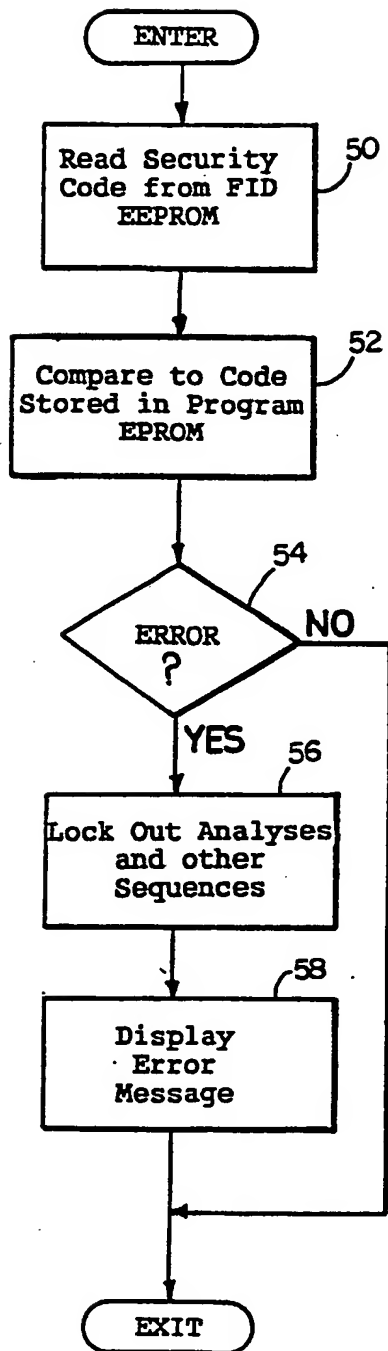 ENTER
Read Security
Code from FID
EEPROM
50
Compare to Code
Stored in Program
EPROM
52
ERROR
?
54
NO
YES
Lock Out Analyses
and other
Sequences
56
Display
Error
Message
58
EXIT